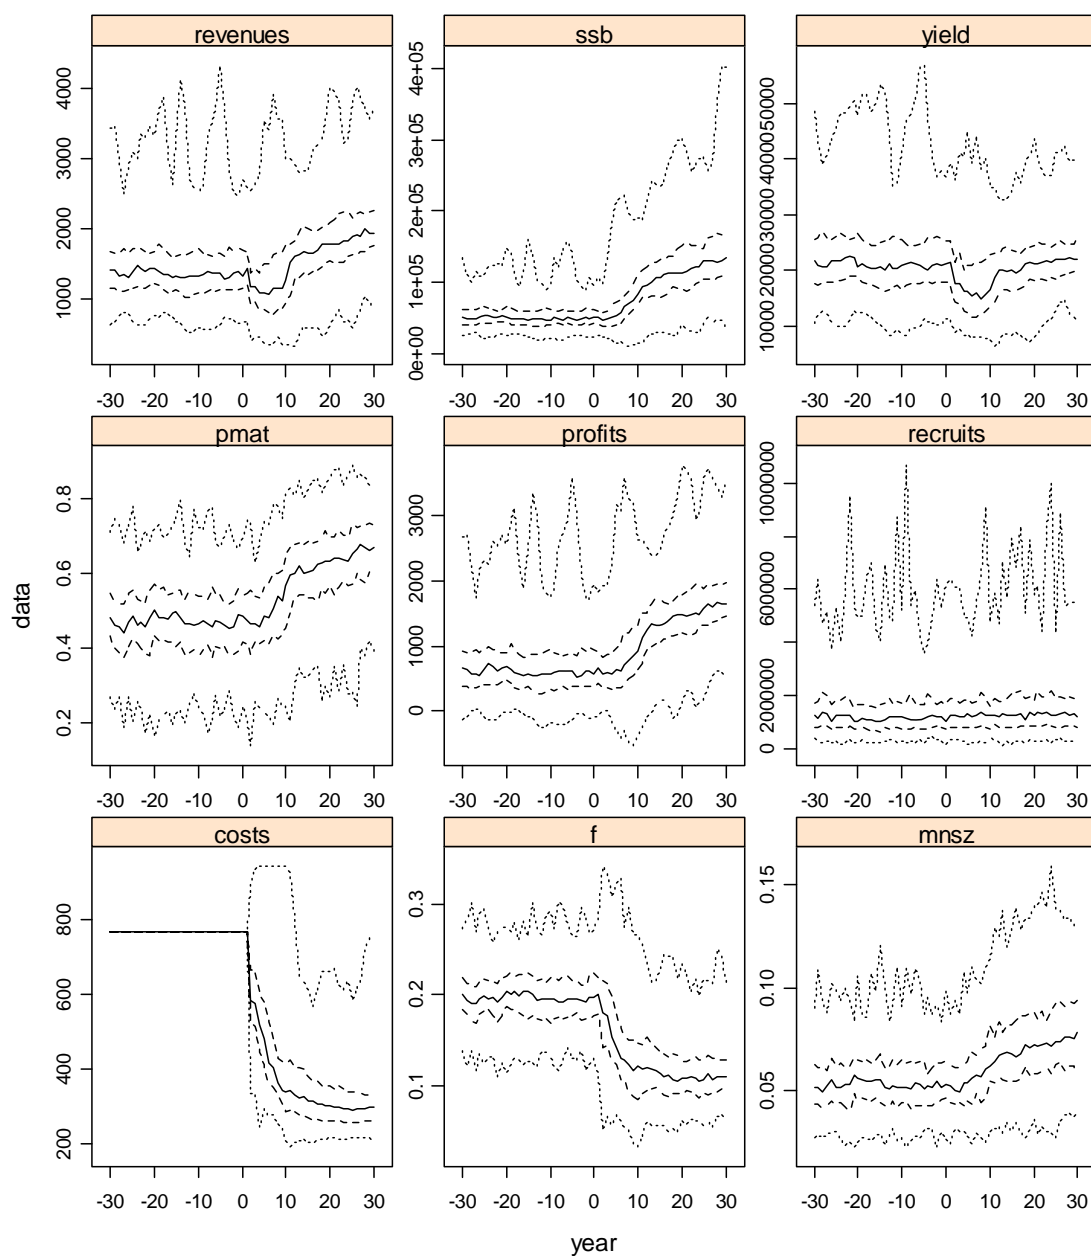 revenues
ssb
yield
1000 2000 3000 4000
0e+00 1e+05 2e+05 3e+05 4e+05
10000 20000 30000 40000 50000
-30 -20 -10 0 10 20 30
-30 -20 -10 0 10 20 30
-30 -20 -10 0 10 20 30
pmat
profits
recruits
0.2 0.4 0.6 0.8
0 1000 2000 3000
0 2000000 6000000 10000000
-30 -20 -10 0 10 20 30
-30 -20 -10 0 10 20 30
-30 -20 -10 0 10 20 30
costs
f
mnsz
200 400 600 800
0.1 0.2 0.3
0.05 0.10 0.15
-30 -20 -10 0 10 20 30
-30 -20 -10 0 10 20 30
-30 -20 -10 0 10 20 30
data
year